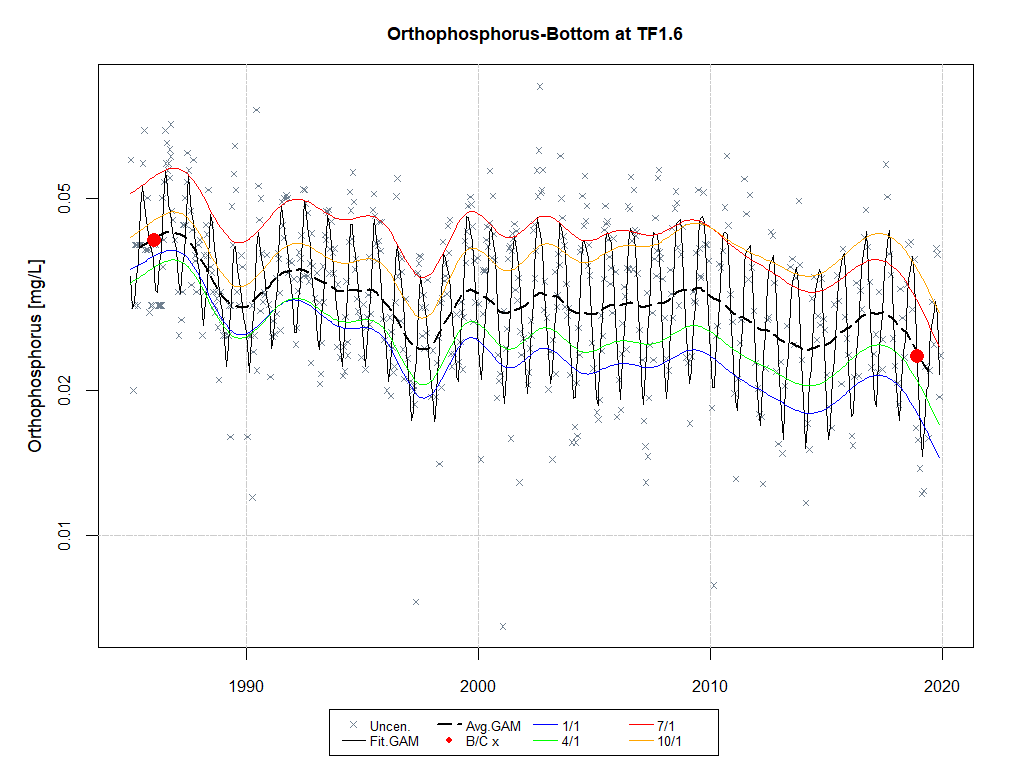 Orthophosphorus-Bottom at TF1.6
Orthophosphorus [mg/L]
0.05
0.02
0.01
1990 2000 2010 2020
Uncen. Avg.GAM 1/1 7/1
Fit.GAM B/C x 4/1 10/1